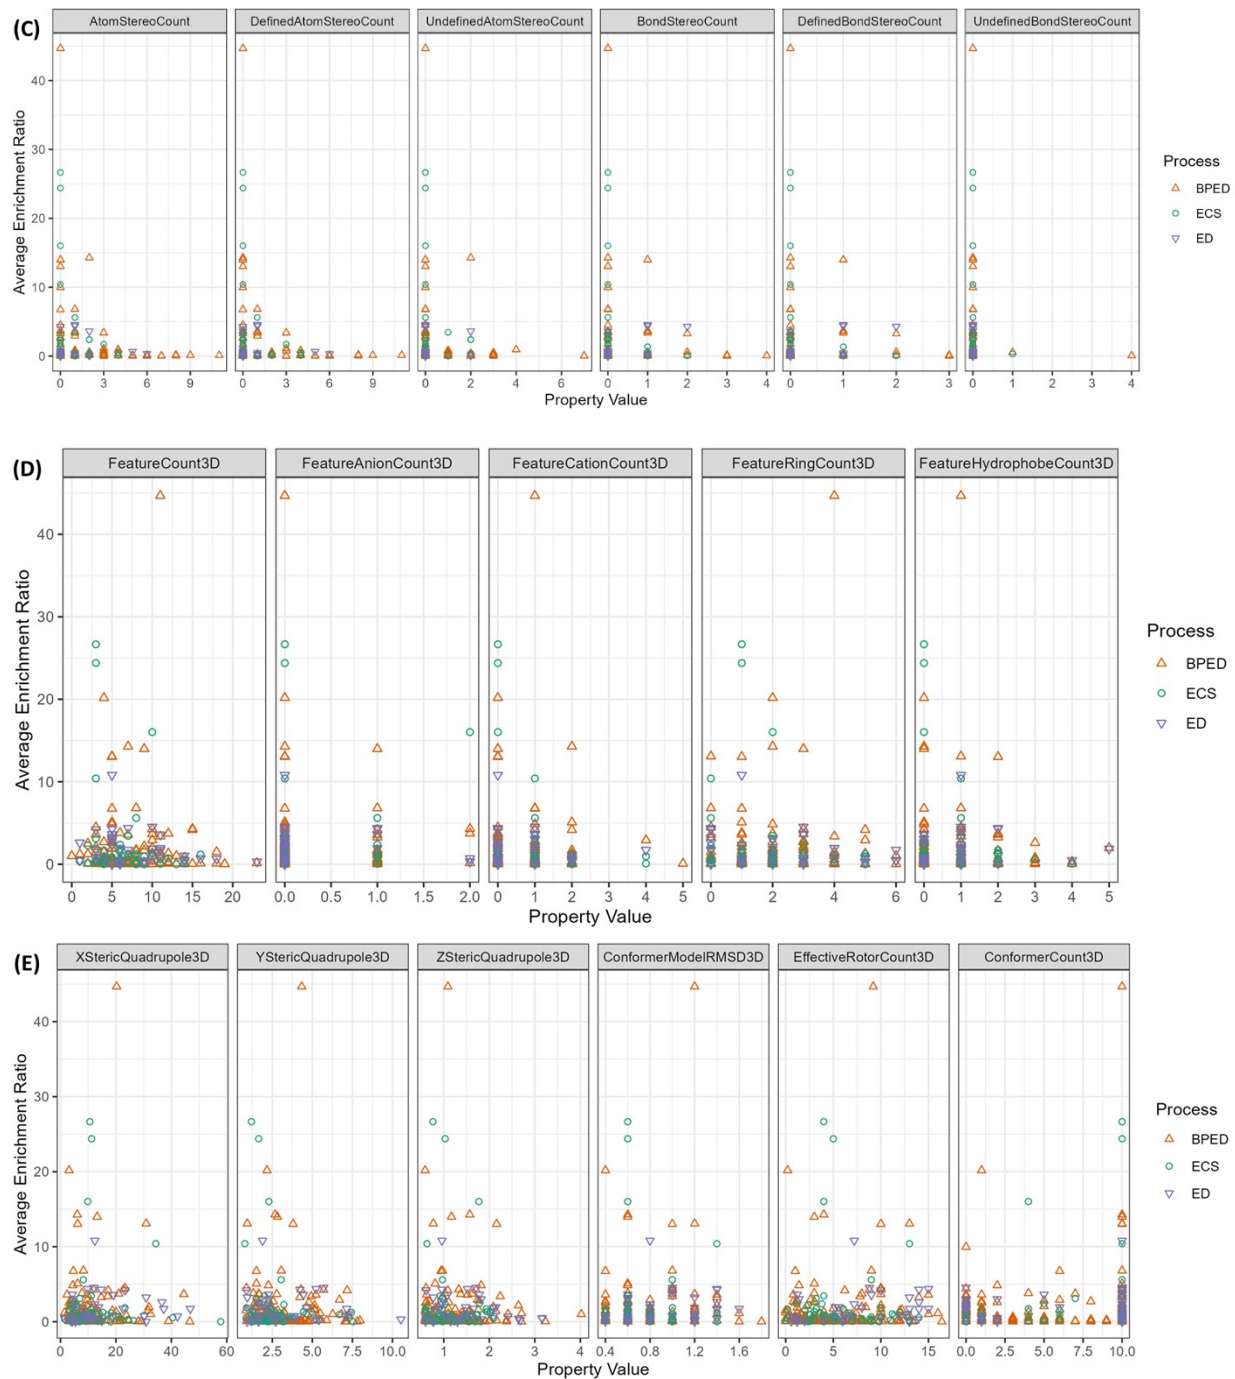 (C)
AtomStereoCount DefinedAtomStereoCount UndefinedAtomStereoCount BondStereoCount DefinedBondStereoCount UndefinedBondStereoCount
Average Enrichment Ratio
40
30
20
10
0
0 3 6 9 0 3 6 9 0 2 4 6 0 1 2 3 4 0 1 2 3 0 1 2 3 4
Property Value
Process
BPED
ECS
ED
(D)
FeatureCount3D FeatureAnionCount3D FeatureCationCount3D FeatureRingCount3D FeatureHydrophobeCount3D
Average Enrichment Ratio
40
30
20
10
0
0 5 10 15 20 0.0 0.5 1.0 1.5 2.0 0 1 2 3 4 5 0 2 4 6 0 1 2 3 4 5
Property Value
Process
BPED
ECS
ED
(E)
XStericQuadrupole3D YStericQuadrupole3D ZStericQuadrupole3D ConformerModelRMSD3D EffectiveRotorCount3D ConformerCount3D
Average Enrichment Ratio
40
30
20
10
0
0 20 40 60 2.5 5.0 7.5 10.0 0 1 2 3 4 0.4 0.8 1.2 1.6 0 5 10 15 0.0 2.5 5.0 7.5 10.0
Property Value
Process
BPED
ECS
ED